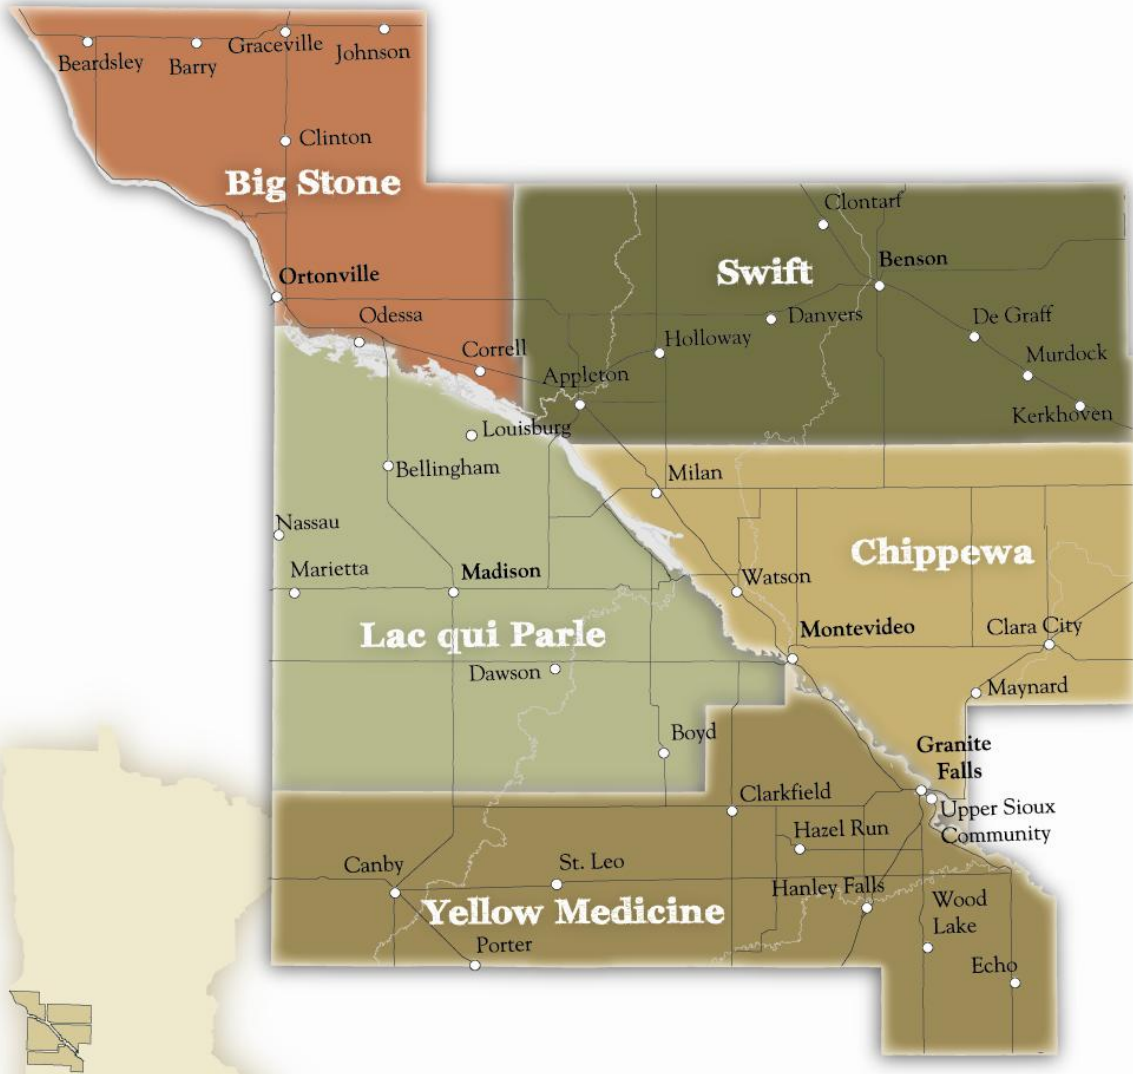 Graceville
Johnson
Beardsley
Barry
Clinton
Big Stone
Clontarf
Ortonville
Swift
Benson
Odessa
Danvers
De Graff
Holloway
Correll
Murdock
Appleton
Kerkhoven
Louisburg
Bellingham
Milan
Nassau
Chippewa
Marietta
Madison
Watson
Lac qui Parle
Montevideo
Clara City
Dawson
Maynard
Boyd
Granite
Falls
Clarkfield
Upper Sioux
Community
Hazel Run
Canby
St. Leo
Hanley Falls
Wood
Lake
Yellow Medicine
Porter
Echo